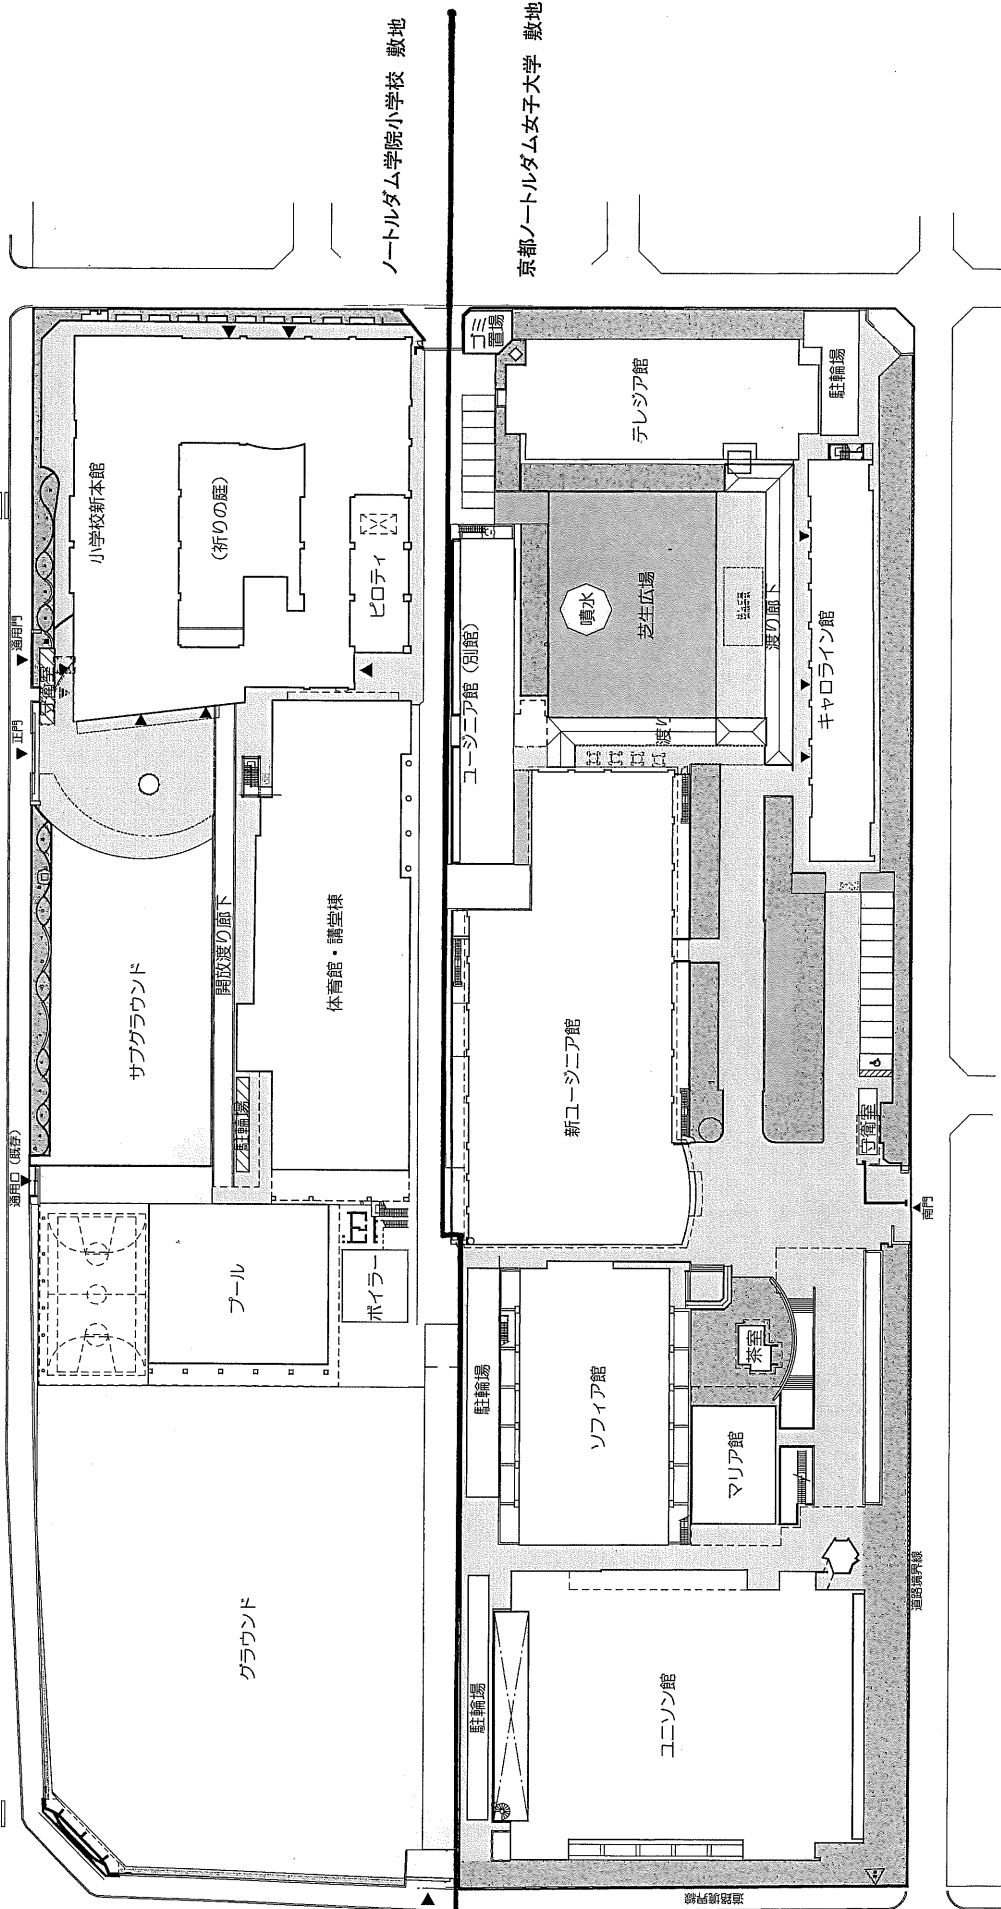 ノートルダム学院小学校 敷地
京都ノートルダム女子大学 敷地
通用門
正門
通用口（既存）
守衛室
小学校新本館
（祈りの庭）
ピロティ
サブグラウンド
開放渡り廊下
体育館・講堂棟
駐輪場
プール
ボイラー
グラウンド
ゴミ
置場
テレジア館
駐輪場
ユージニア館（別館）
噴水
芝生広場
渡り廊下
渡り
キャロライン館
新ユージニア館
守衛室
南門
駐輪場
ソフィア館
茶室
マリア館
駐輪場
ユニソン館
道路境界線
道路境界線